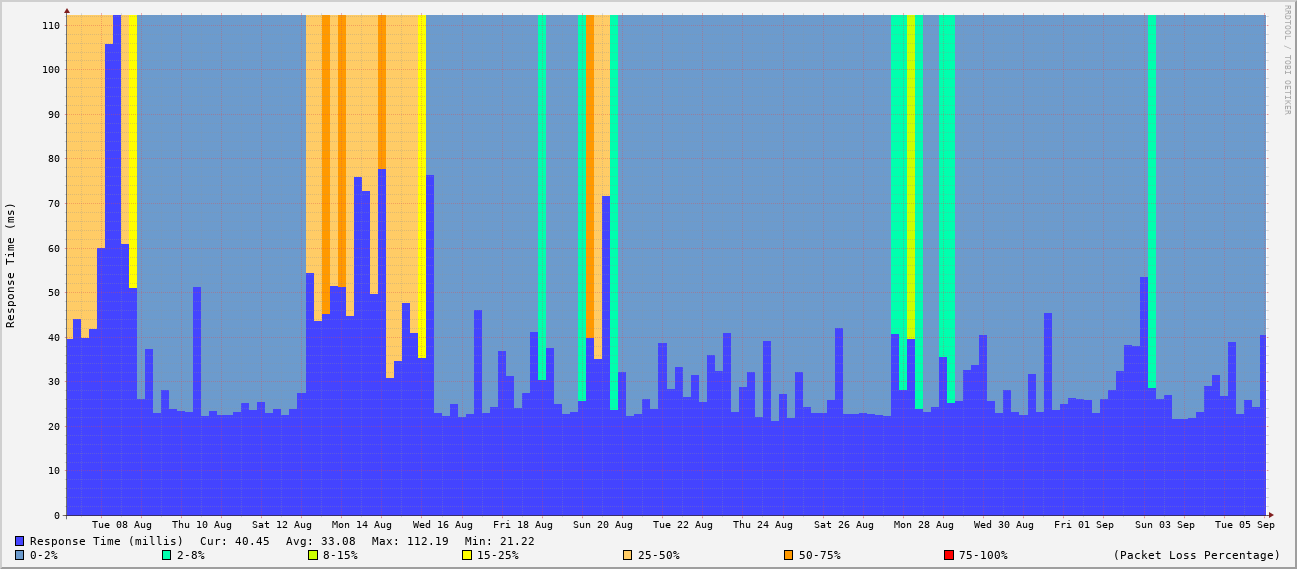 RRDTOOL / TOBI OETIKER
Response Time (ms)
110
100
90
80
70
60
50
40
30
20
10
0
Tue 08 Aug Thu 10 Aug Sat 12 Aug Mon 14 Aug Wed 16 Aug Fri 18 Aug Sun 20 Aug Tue 22 Aug Thu 24 Aug Sat 26 Aug Mon 28 Aug Wed 30 Aug Fri 01 Sep Sun 03 Sep Tue 05 Sep
Response Time (millis) Cur: 40.45 Avg: 33.08 Max: 112.19 Min: 21.22
0-2% 2-8% 8-15% 15-25% 25-50% 50-75% 75-100% (Packet Loss Percentage)